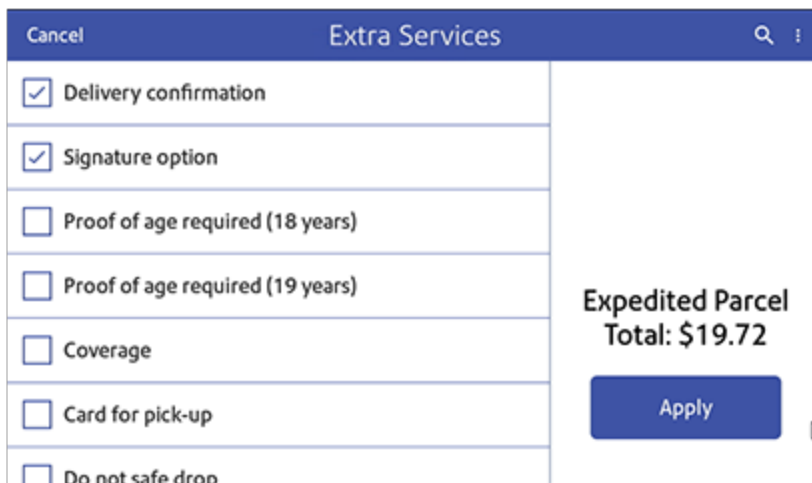 Cancel
Extra Services
Delivery confirmation
Signature option
Proof of age required (18 years)
Proof of age required (19 years)
Coverage
Card for pick-up
Do not safe drop
Expedited Parcel
Total: $19.72
Apply